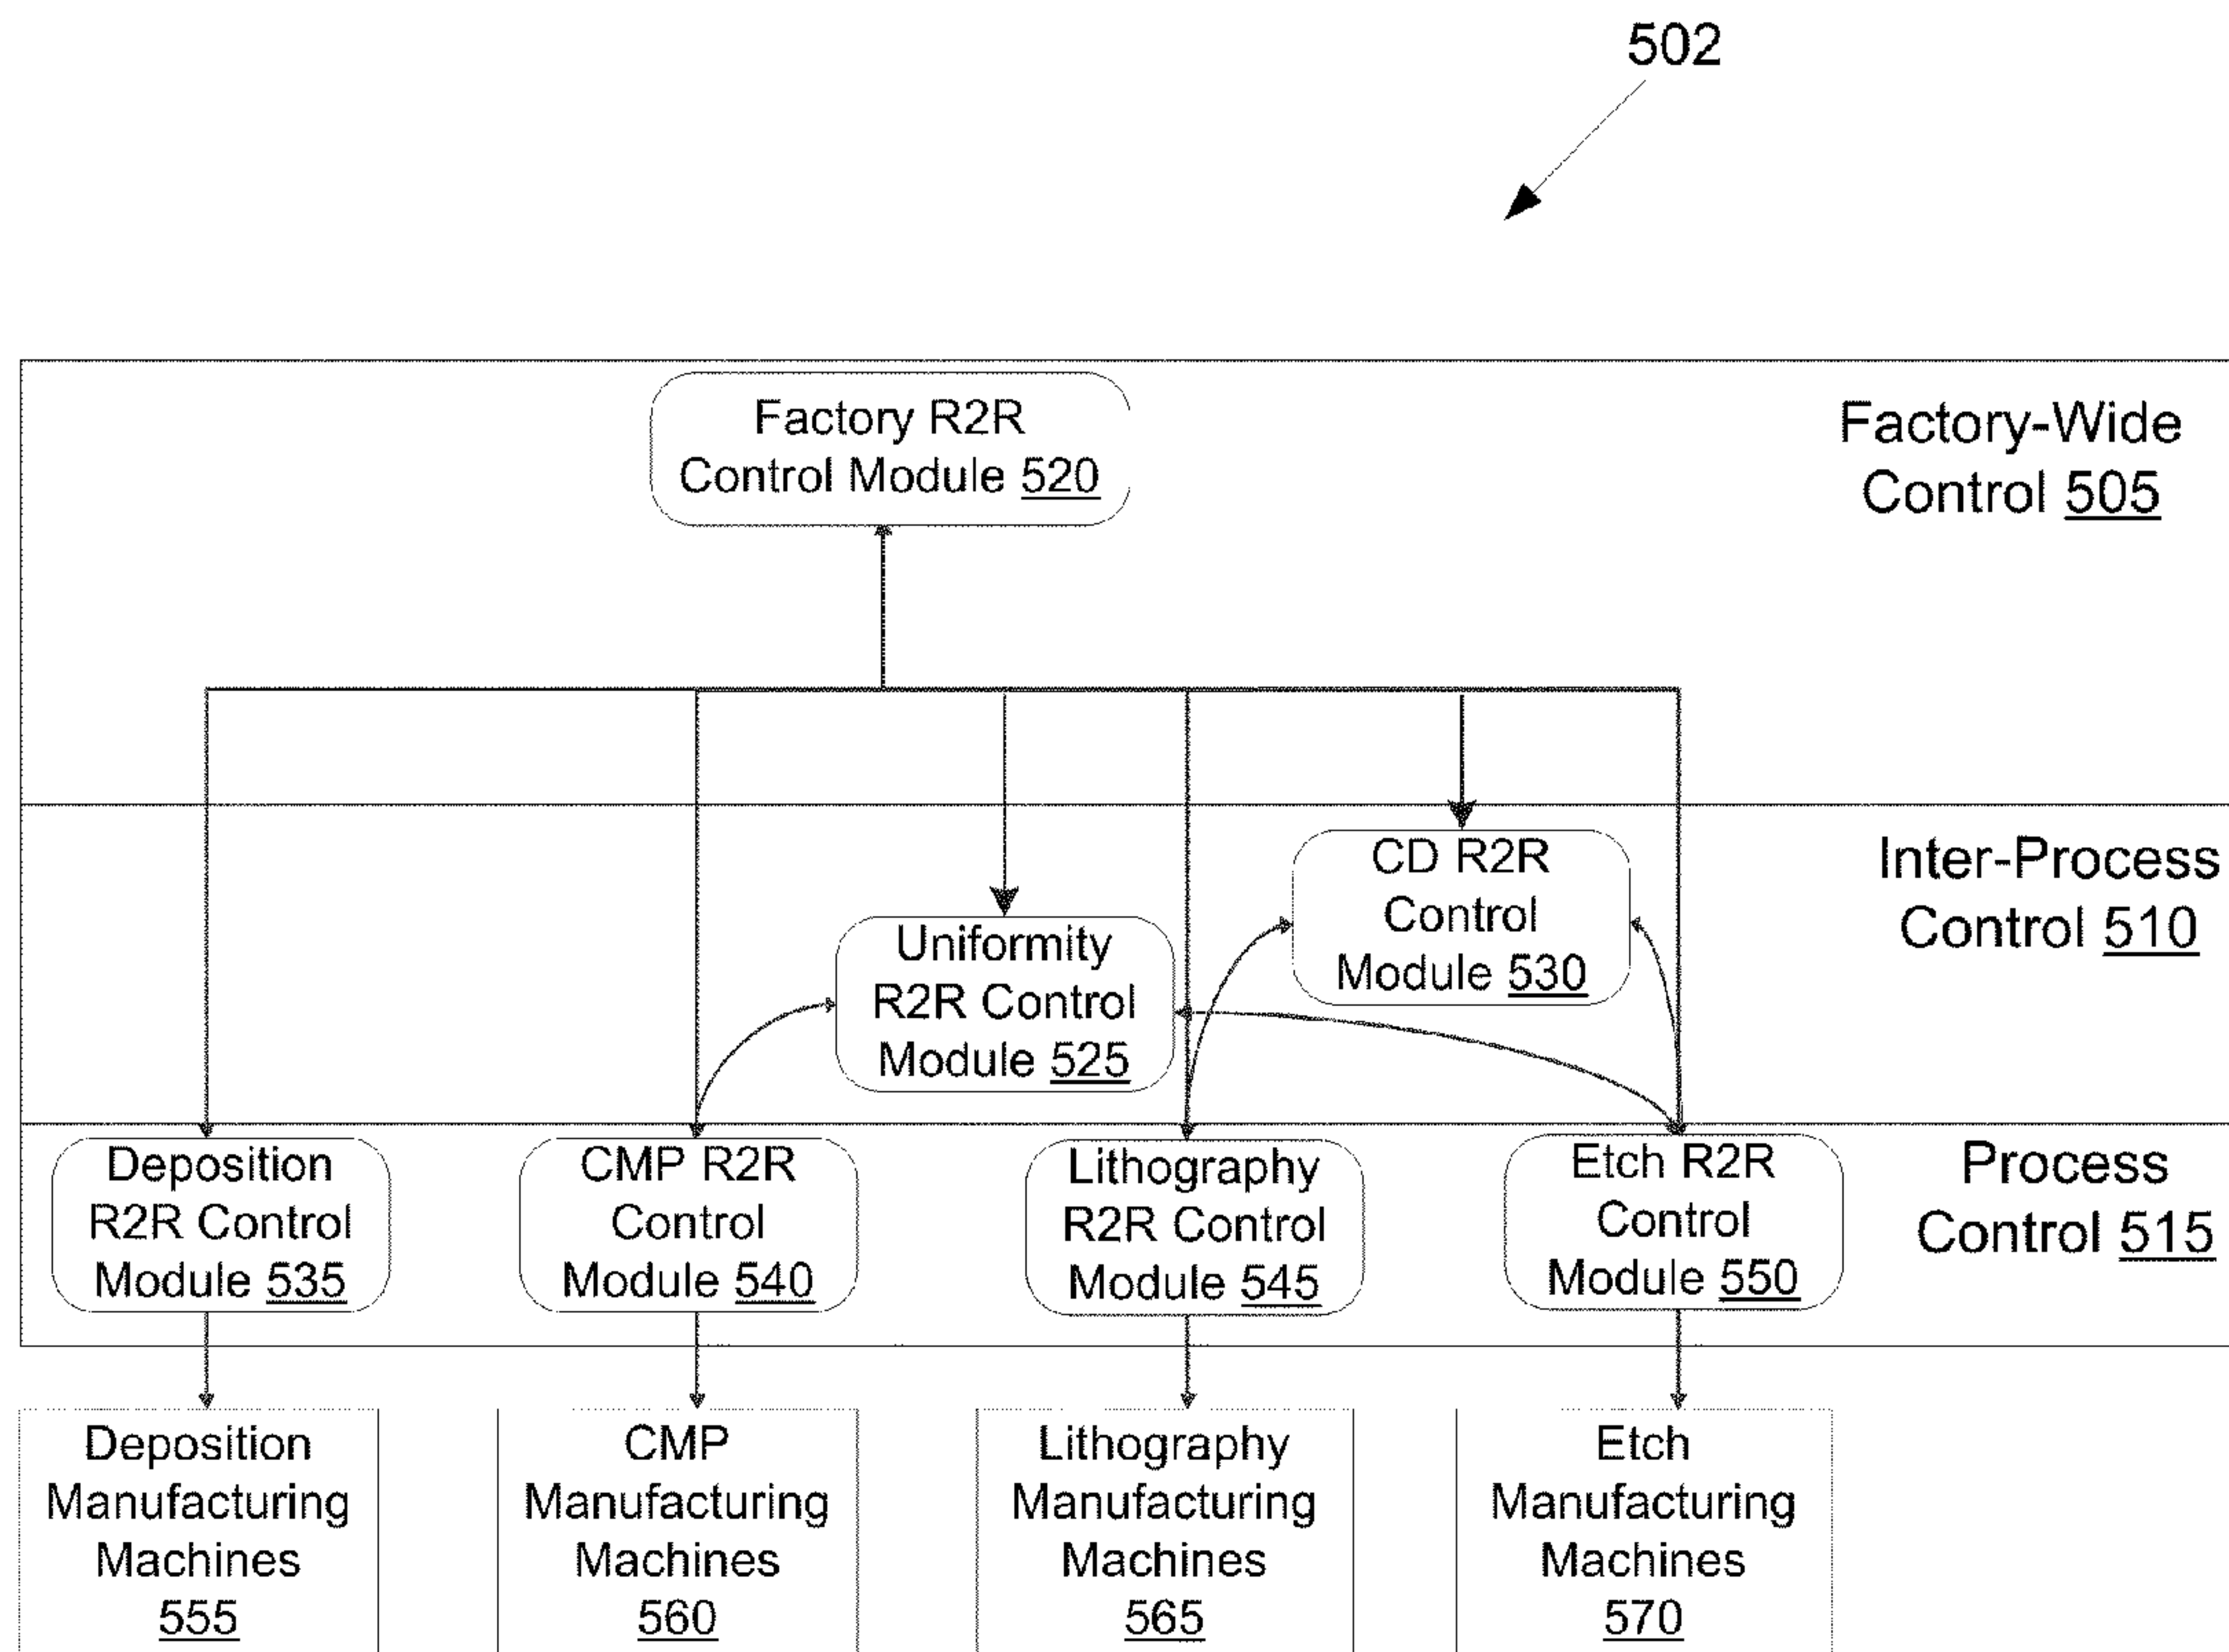 502
Factory R2R
Control Module 520
Factory-Wide
Control 505
CD R2R
Control
Module 530
Inter-Process
Control 510
Uniformity
R2R Control
Module 525
Deposition
R2R Control
Module 535
CMP R2R
Control
Module 540
Lithography
R2R Control
Module 545
Etch R2R
Control
Module 550
Process
Control 515
Deposition
Manufacturing
Machines
555
CMP
Manufacturing
Machines
560
Lithography
Manufacturing
Machines
565
Etch
Manufacturing
Machines
570